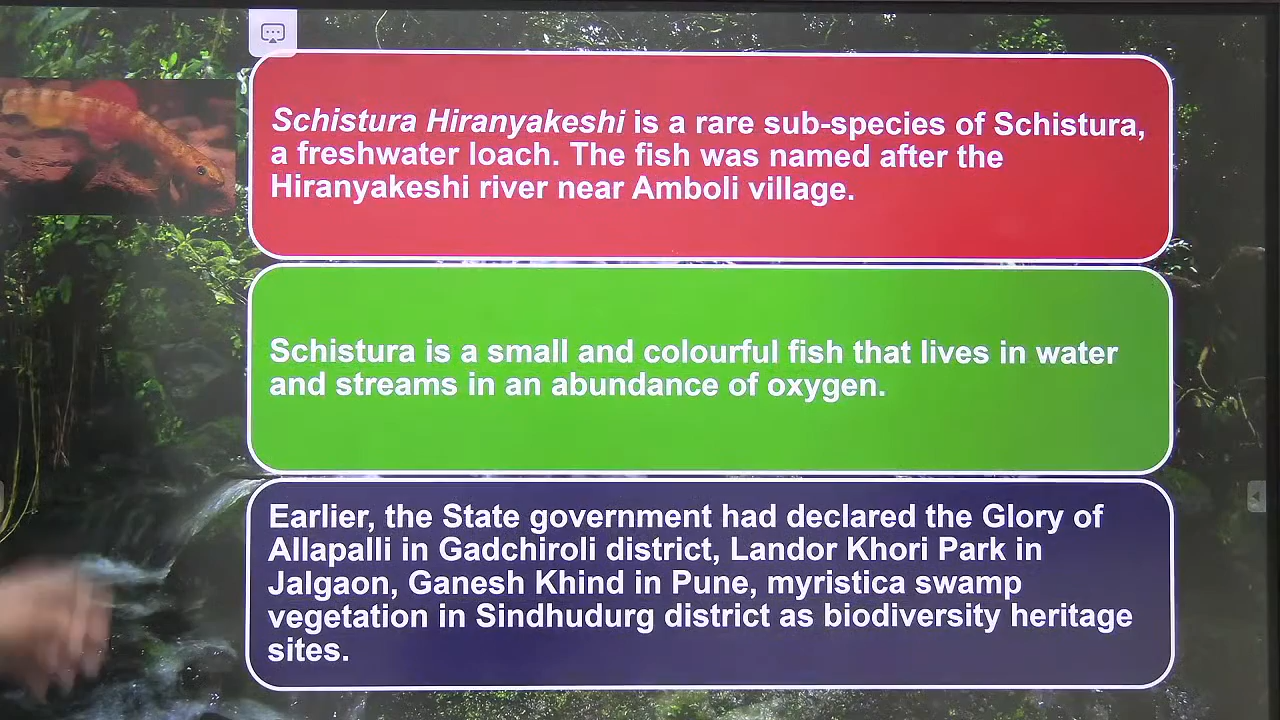 Schistura Hiranyakeshi is a rare sub-species of Schistura,
a freshwater loach. The fish was named after the
Hiranyakeshi river near Amboli village.
Schistura is a small and colourful fish that lives in water
and streams in an abundance of oxygen.
Earlier, the State government had declared the Glory of
Allapalli in Gadchiroli district, Landor Khori Park in
Jalgaon, Ganesh Khind in Pune, myristica swamp
vegetation in Sindhudurg district as biodiversity heritage
sites.